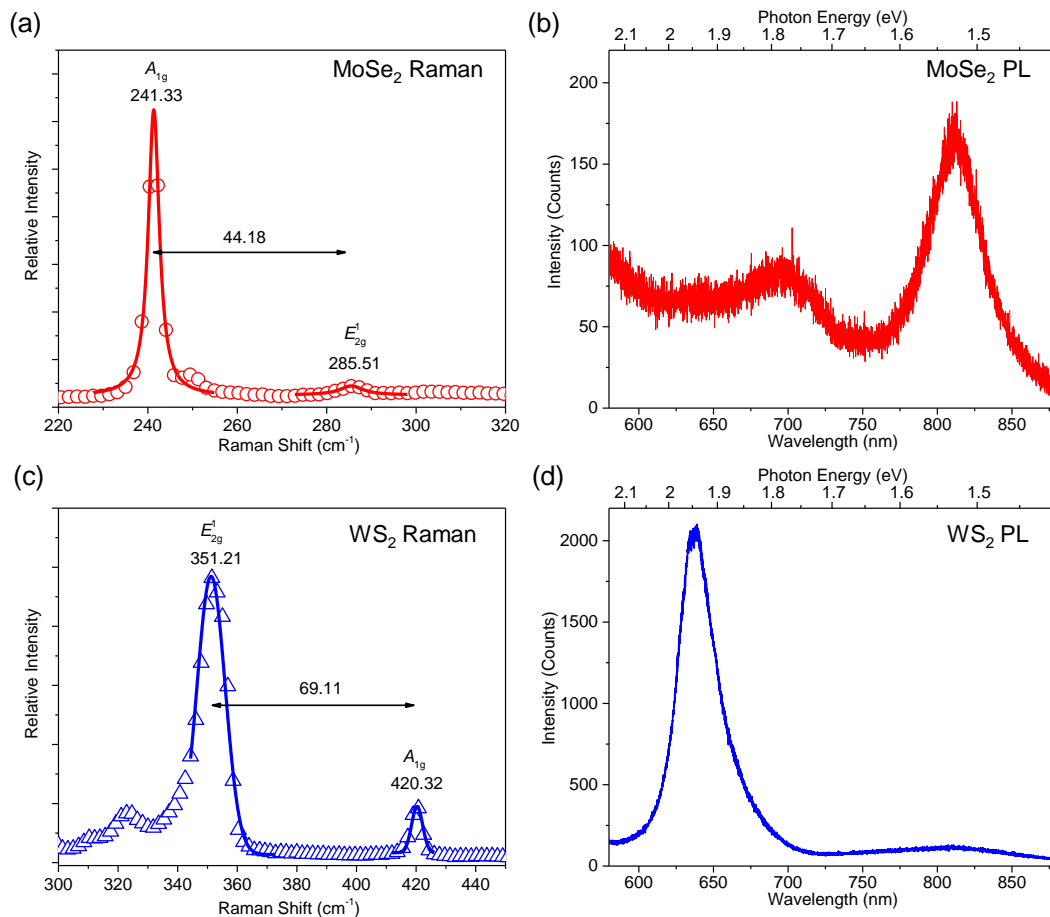 (a)
MoSe₂ Raman
A₁g
241.33
44.18
E¹₂g
285.51
Relative Intensity
220 240 260 280 300 320
Raman Shift (cm⁻¹)
(b)
Photon Energy (eV)
2.1 2 1.9 1.8 1.7 1.6 1.5
MoSe₂ PL
200
150
100
50
0
Intensity (Counts)
600 650 700 750 800 850
Wavelength (nm)
(c)
WS₂ Raman
E¹₂g
351.21
69.11
A₁g
420.32
Relative Intensity
300 320 340 360 380 400 420 440
Raman Shift (cm⁻¹)
(d)
Photon Energy (eV)
2.1 2 1.9 1.8 1.7 1.6 1.5
WS₂ PL
2000
1500
1000
500
0
Intensity (Counts)
600 650 700 750 800 850
Wavelength (nm)